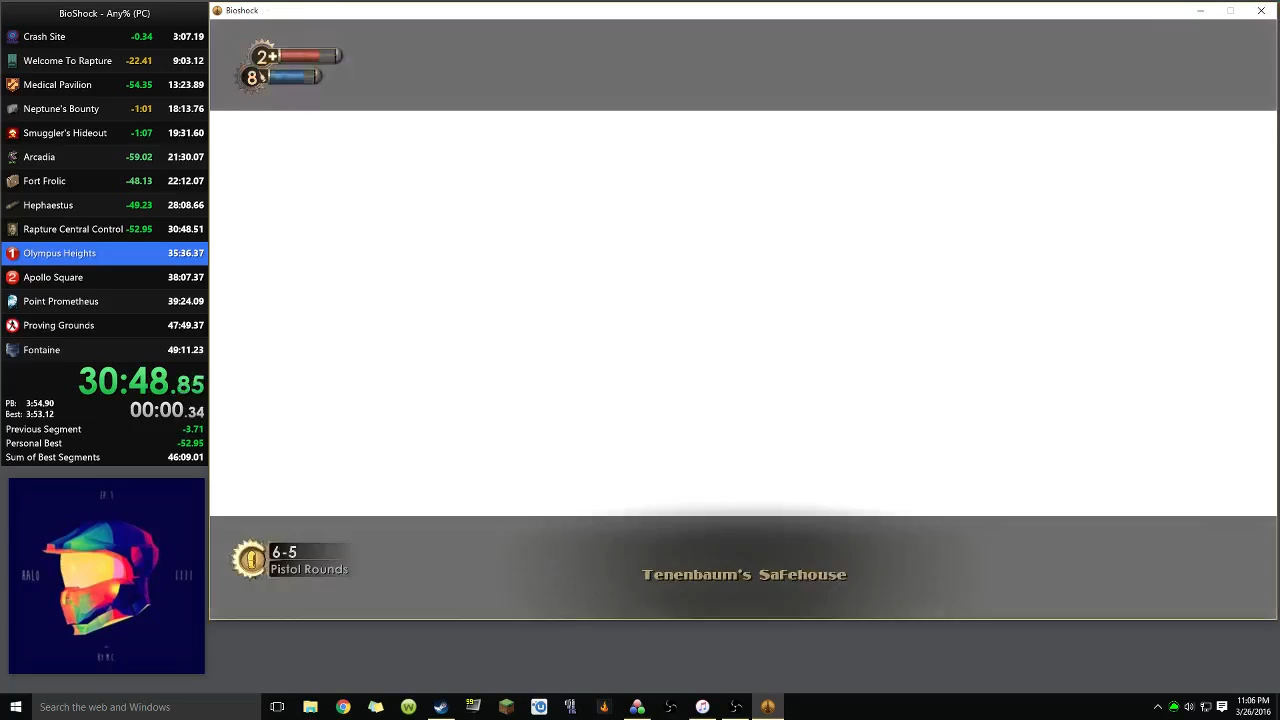 BioShock - Any% (PC)
Crash Site -0.34 3:07.19
Welcome To Rapture -22.41 9:03.12
Medical Pavilion -54.35 13:23.89
Neptune's Bounty -1:01 18:13.76
Smuggler's Hideout -1:07 19:31.60
Arcadia -59.02 21:30.07
Fort Frolic -48.13 22:12.07
Hephaestus -49.23 28:08.66
Rapture Central Control -52.95 30:48.51
1 Olympus Heights 35:36.37
2 Apollo Square 38:07.37
Point Prometheus 39:24.09
Proving Grounds 47:49.37
Fontaine 49:11.23
30:48.85
PB: 3:54.90
Best: 3:53.12
00:00.34
Previous Segment -3.71
Personal Best -52.95
Sum of Best Segments 46:09.01
HALO
Bioshock
2+
8
6-5
Pistol Rounds
Tenenbaum's Safehouse
Search the web and Windows
11:06 PM
3/26/2016